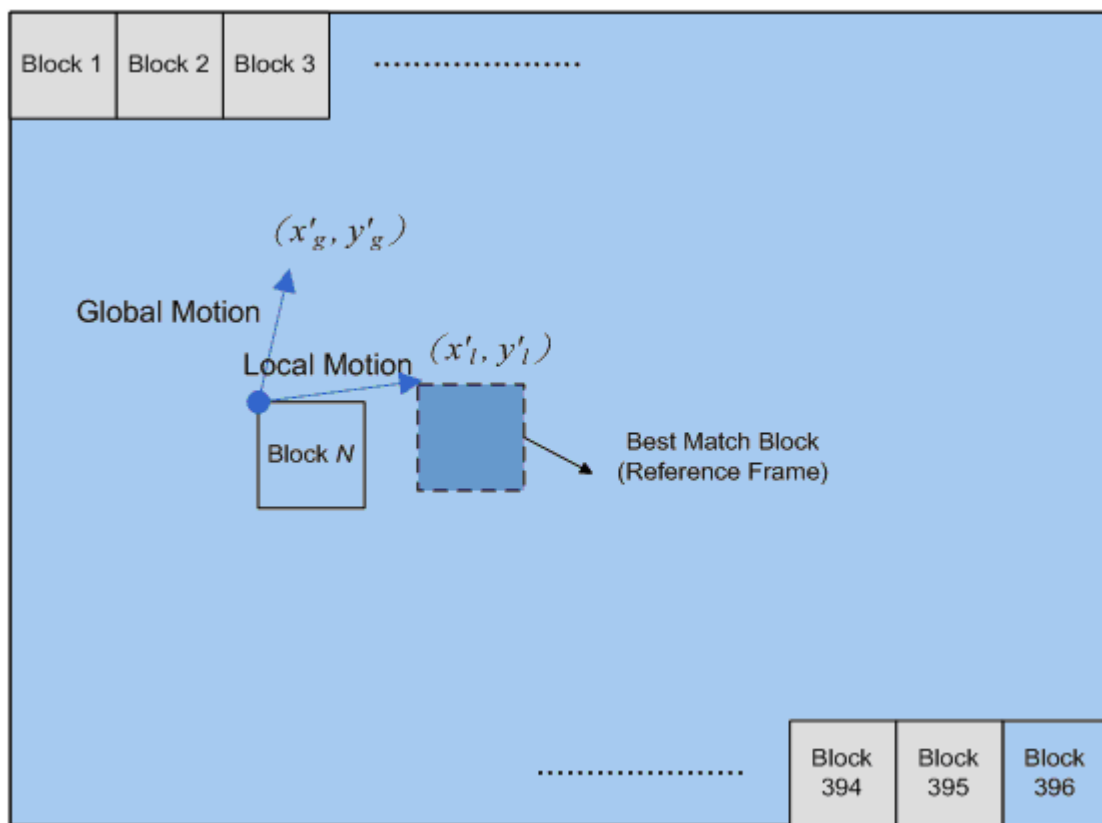 Block 1 Block 2 Block 3 .....................
(x'g, y'g)
Global Motion
(x'l, y'l)
Local Motion
Block N
Best Match Block
(Reference Frame)
..................... Block 394 Block 395 Block 396